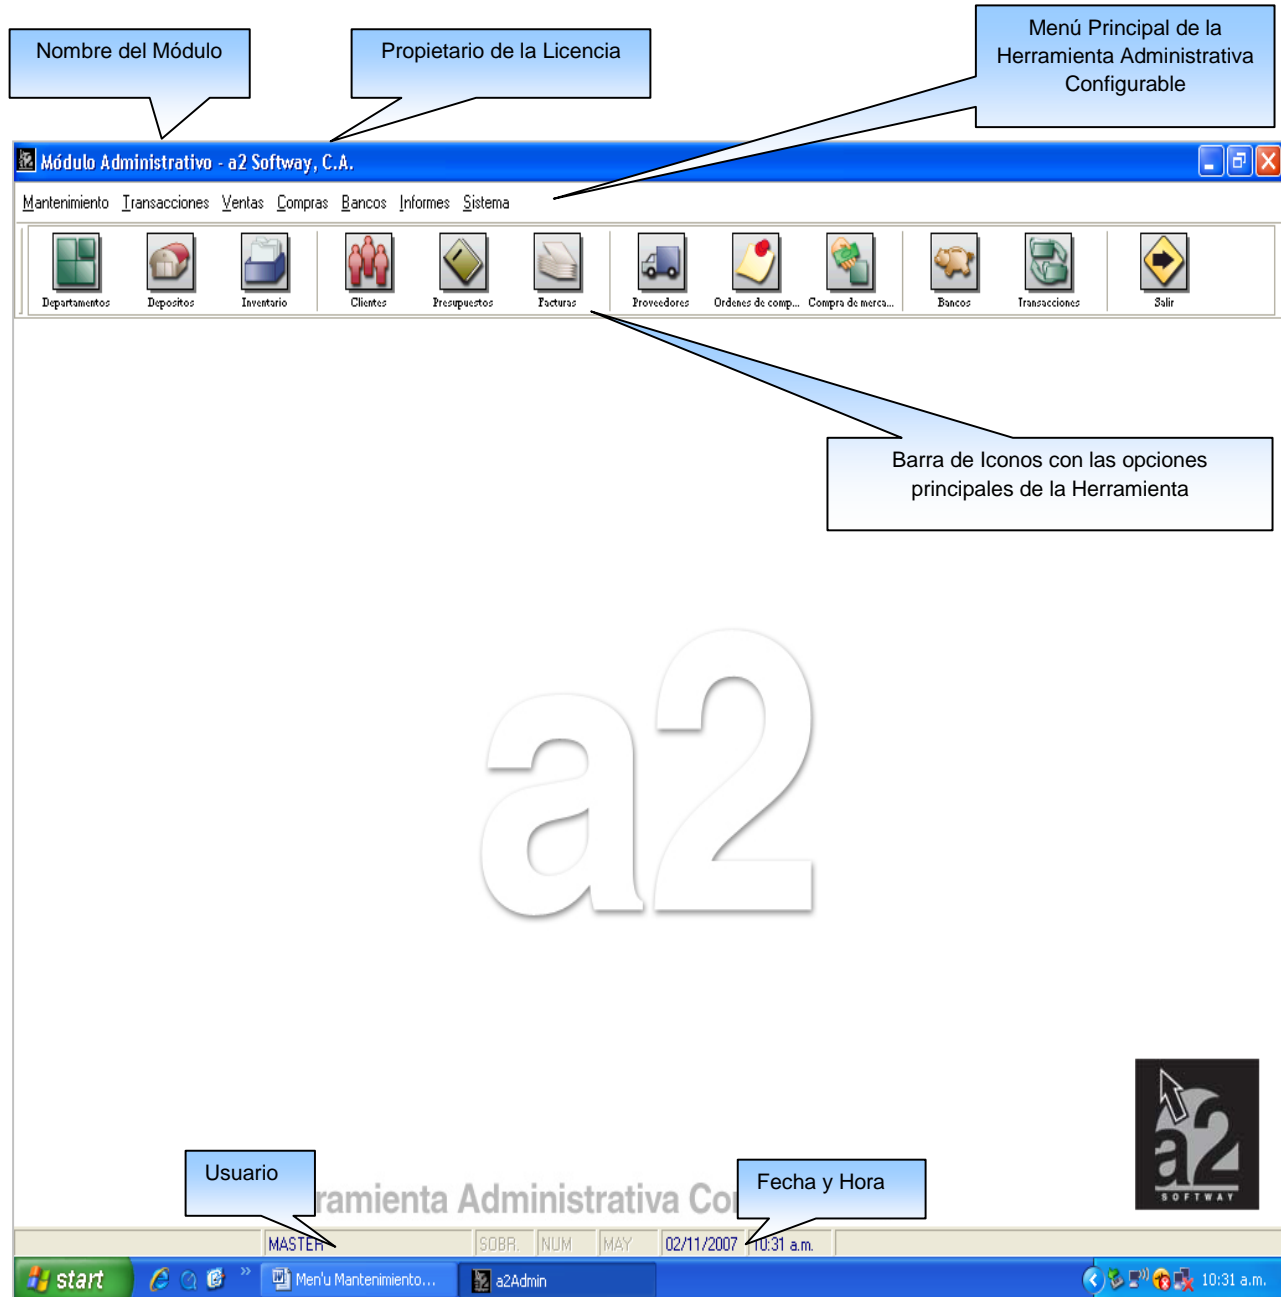 Nombre del Módulo
Propietario de la Licencia
Menú Principal de la
Herramienta Administrativa
Configurable
Módulo Administrativo - a2 Softway, C.A.
Mantenimiento Transacciones Ventas Compras Bancos Informes Sistema
Departamentos Depositos Inventario Clientes Presupuestos Facturas Proveedores Ordenes de comp... Compra de merca... Bancos Transacciones Salir
Barra de Iconos con las opciones
principales de la Herramienta
a2
a2
SOFTWAY
Usuario
Fecha y Hora
ramienta Administrativa Co
MASTER SOBR. NUM MAY 02/11/2007 10:31 a.m.
start » Men'u Mantenimiento... a2Admin 10:31 a.m.